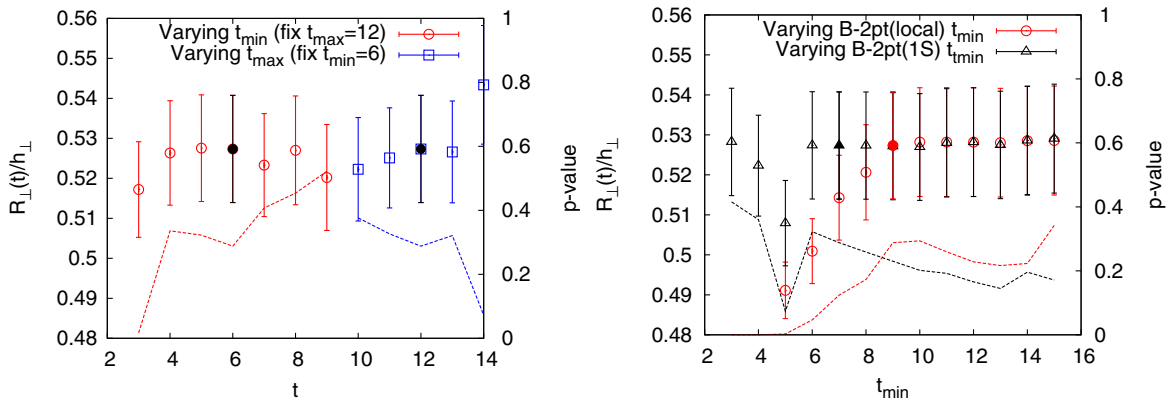 Varying t_min (fix t_max=12)
Varying t_max (fix t_min=6)
R_⊥(t)/h_⊥
0.56
0.55
0.54
0.53
0.52
0.51
0.5
0.49
0.48
1
0.8
0.6
0.4
0.2
0
p-value
2 4 6 8 10 12 14
t
Varying B-2pt(local) t_min
Varying B-2pt(1S) t_tmin
R_⊥(t)/h_⊥
0.56
0.55
0.54
0.53
0.52
0.51
0.5
0.49
0.48
1
0.8
0.6
0.4
0.2
0
p-value
2 4 6 8 10 12 14 16
t_min